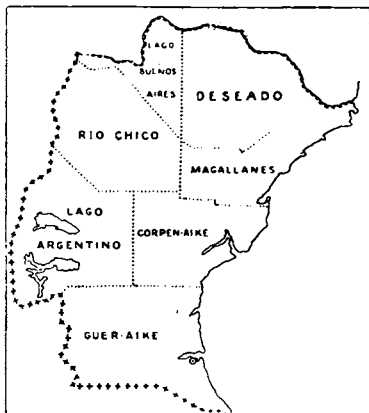 LAGO
BUENOS
AIRES
DESEADO
RIO CHICO
MAGALLANES
LAGO
ARGENTINO
CORPEN-AIKE
GUER-AIKE